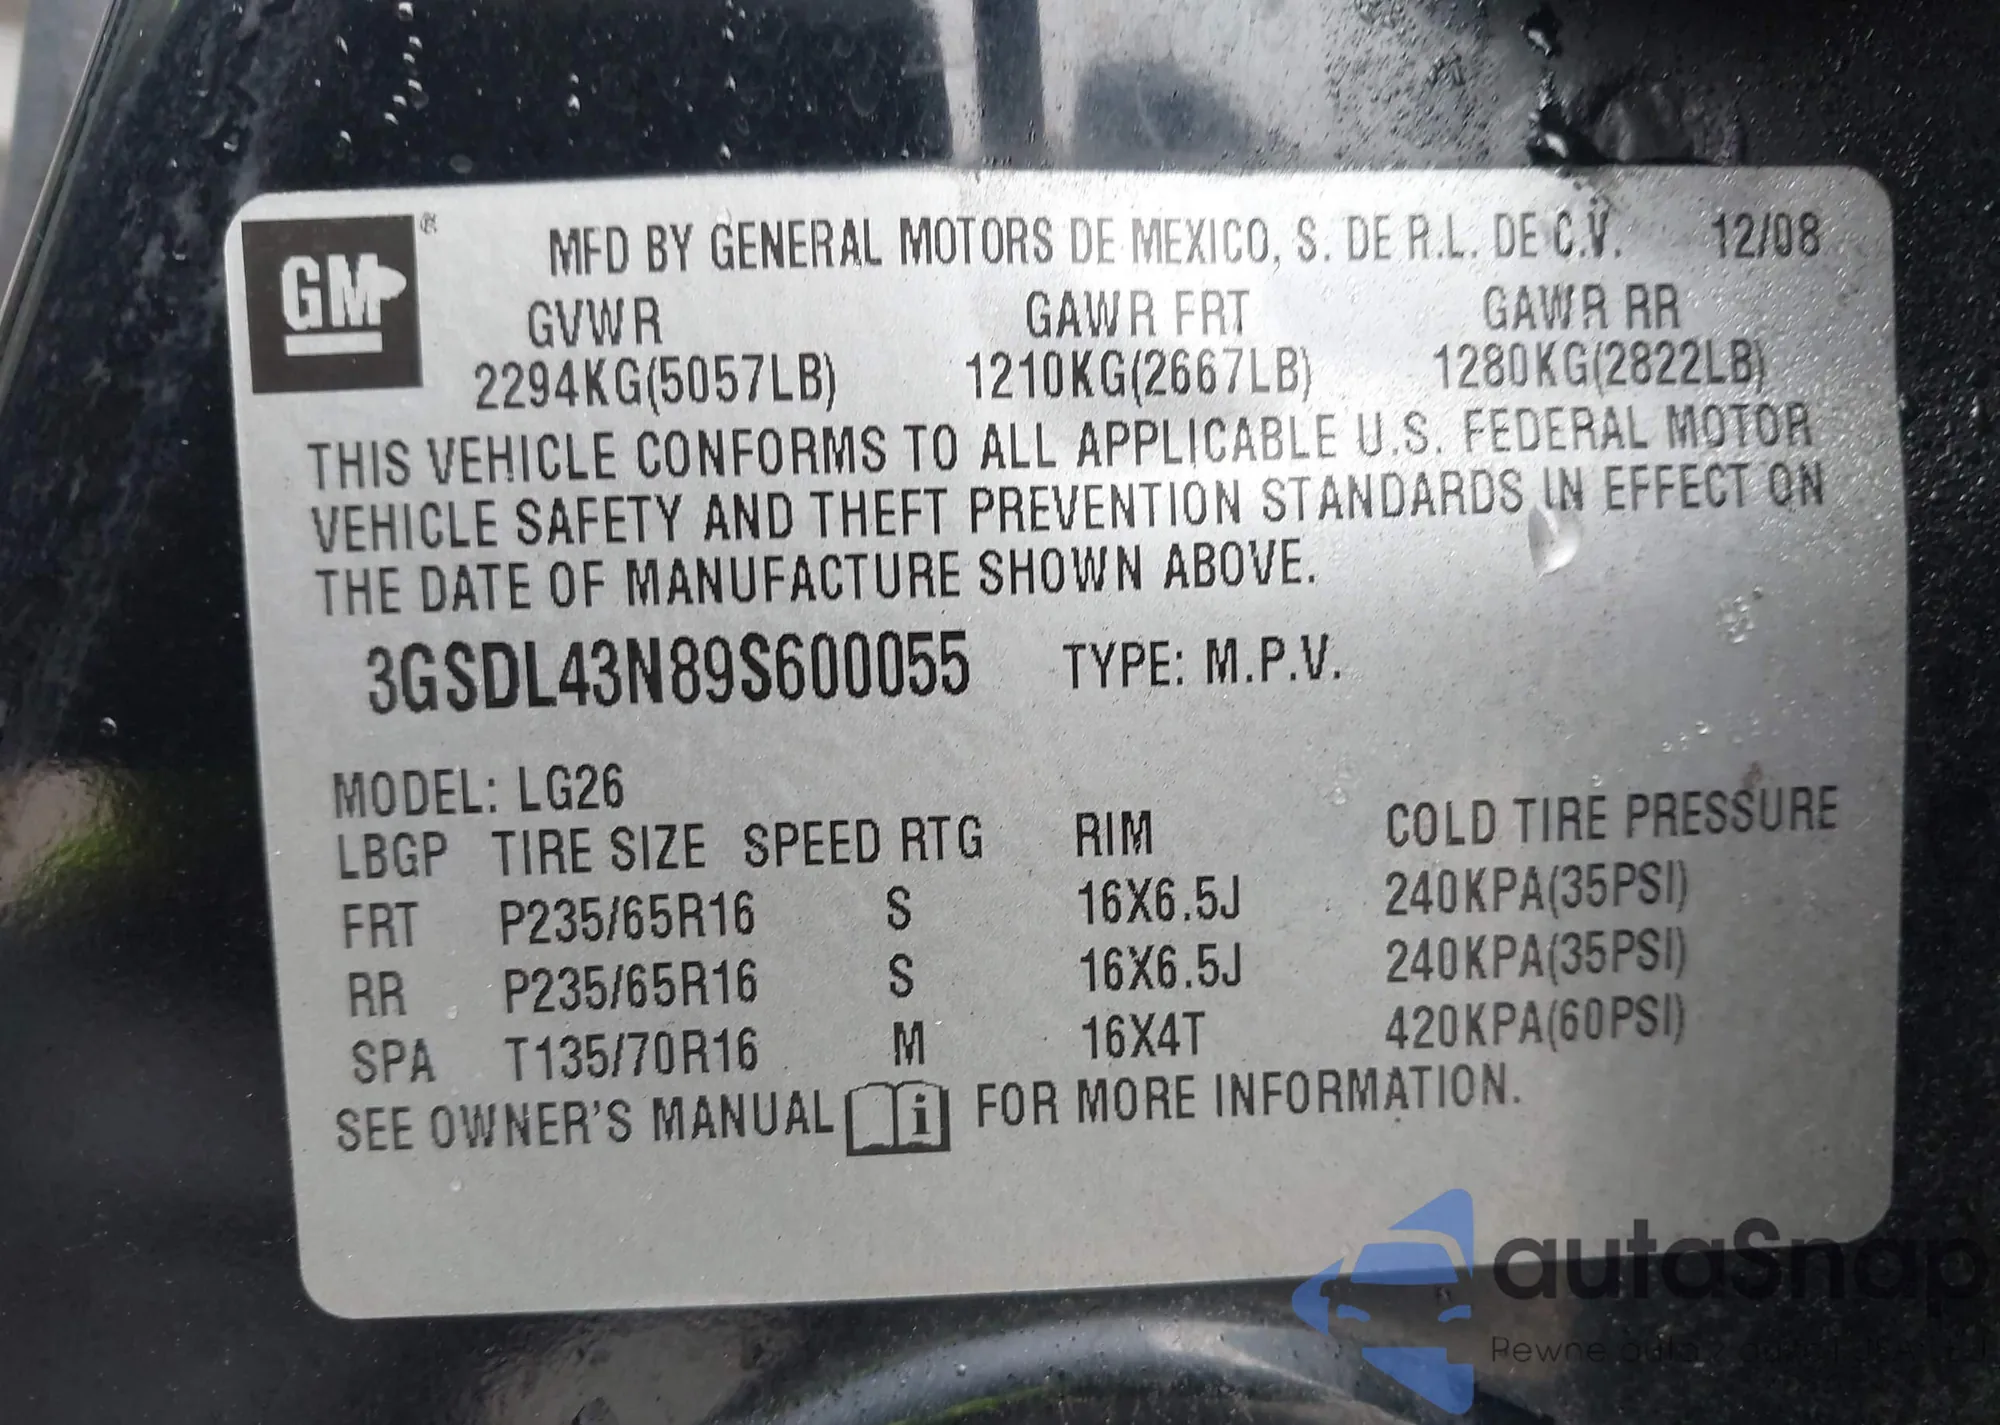 GM®
MFD BY GENERAL MOTORS DE MEXICO, S. DE R.L. DE C.V. 12/08
GVWR GAWR FRT GAWR RR
2294KG(5057LB) 1210KG(2667LB) 1280KG(2822LB)
THIS VEHICLE CONFORMS TO ALL APPLICABLE U.S. FEDERAL MOTOR
VEHICLE SAFETY AND THEFT PREVENTION STANDARDS IN EFFECT ON
THE DATE OF MANUFACTURE SHOWN ABOVE.
3GSDL43N89S600055 TYPE: M.P.V.
MODEL: LG26
LBGP TIRE SIZE SPEED RTG RIM COLD TIRE PRESSURE
FRT P235/65R16 S 16X6.5J 240KPA(35PSI)
RR P235/65R16 S 16X6.5J 240KPA(35PSI)
SPA T135/70R16 M 16X4T 420KPA(60PSI)
SEE OWNER'S MANUAL i FOR MORE INFORMATION.
autaSnap
Pewne auta z